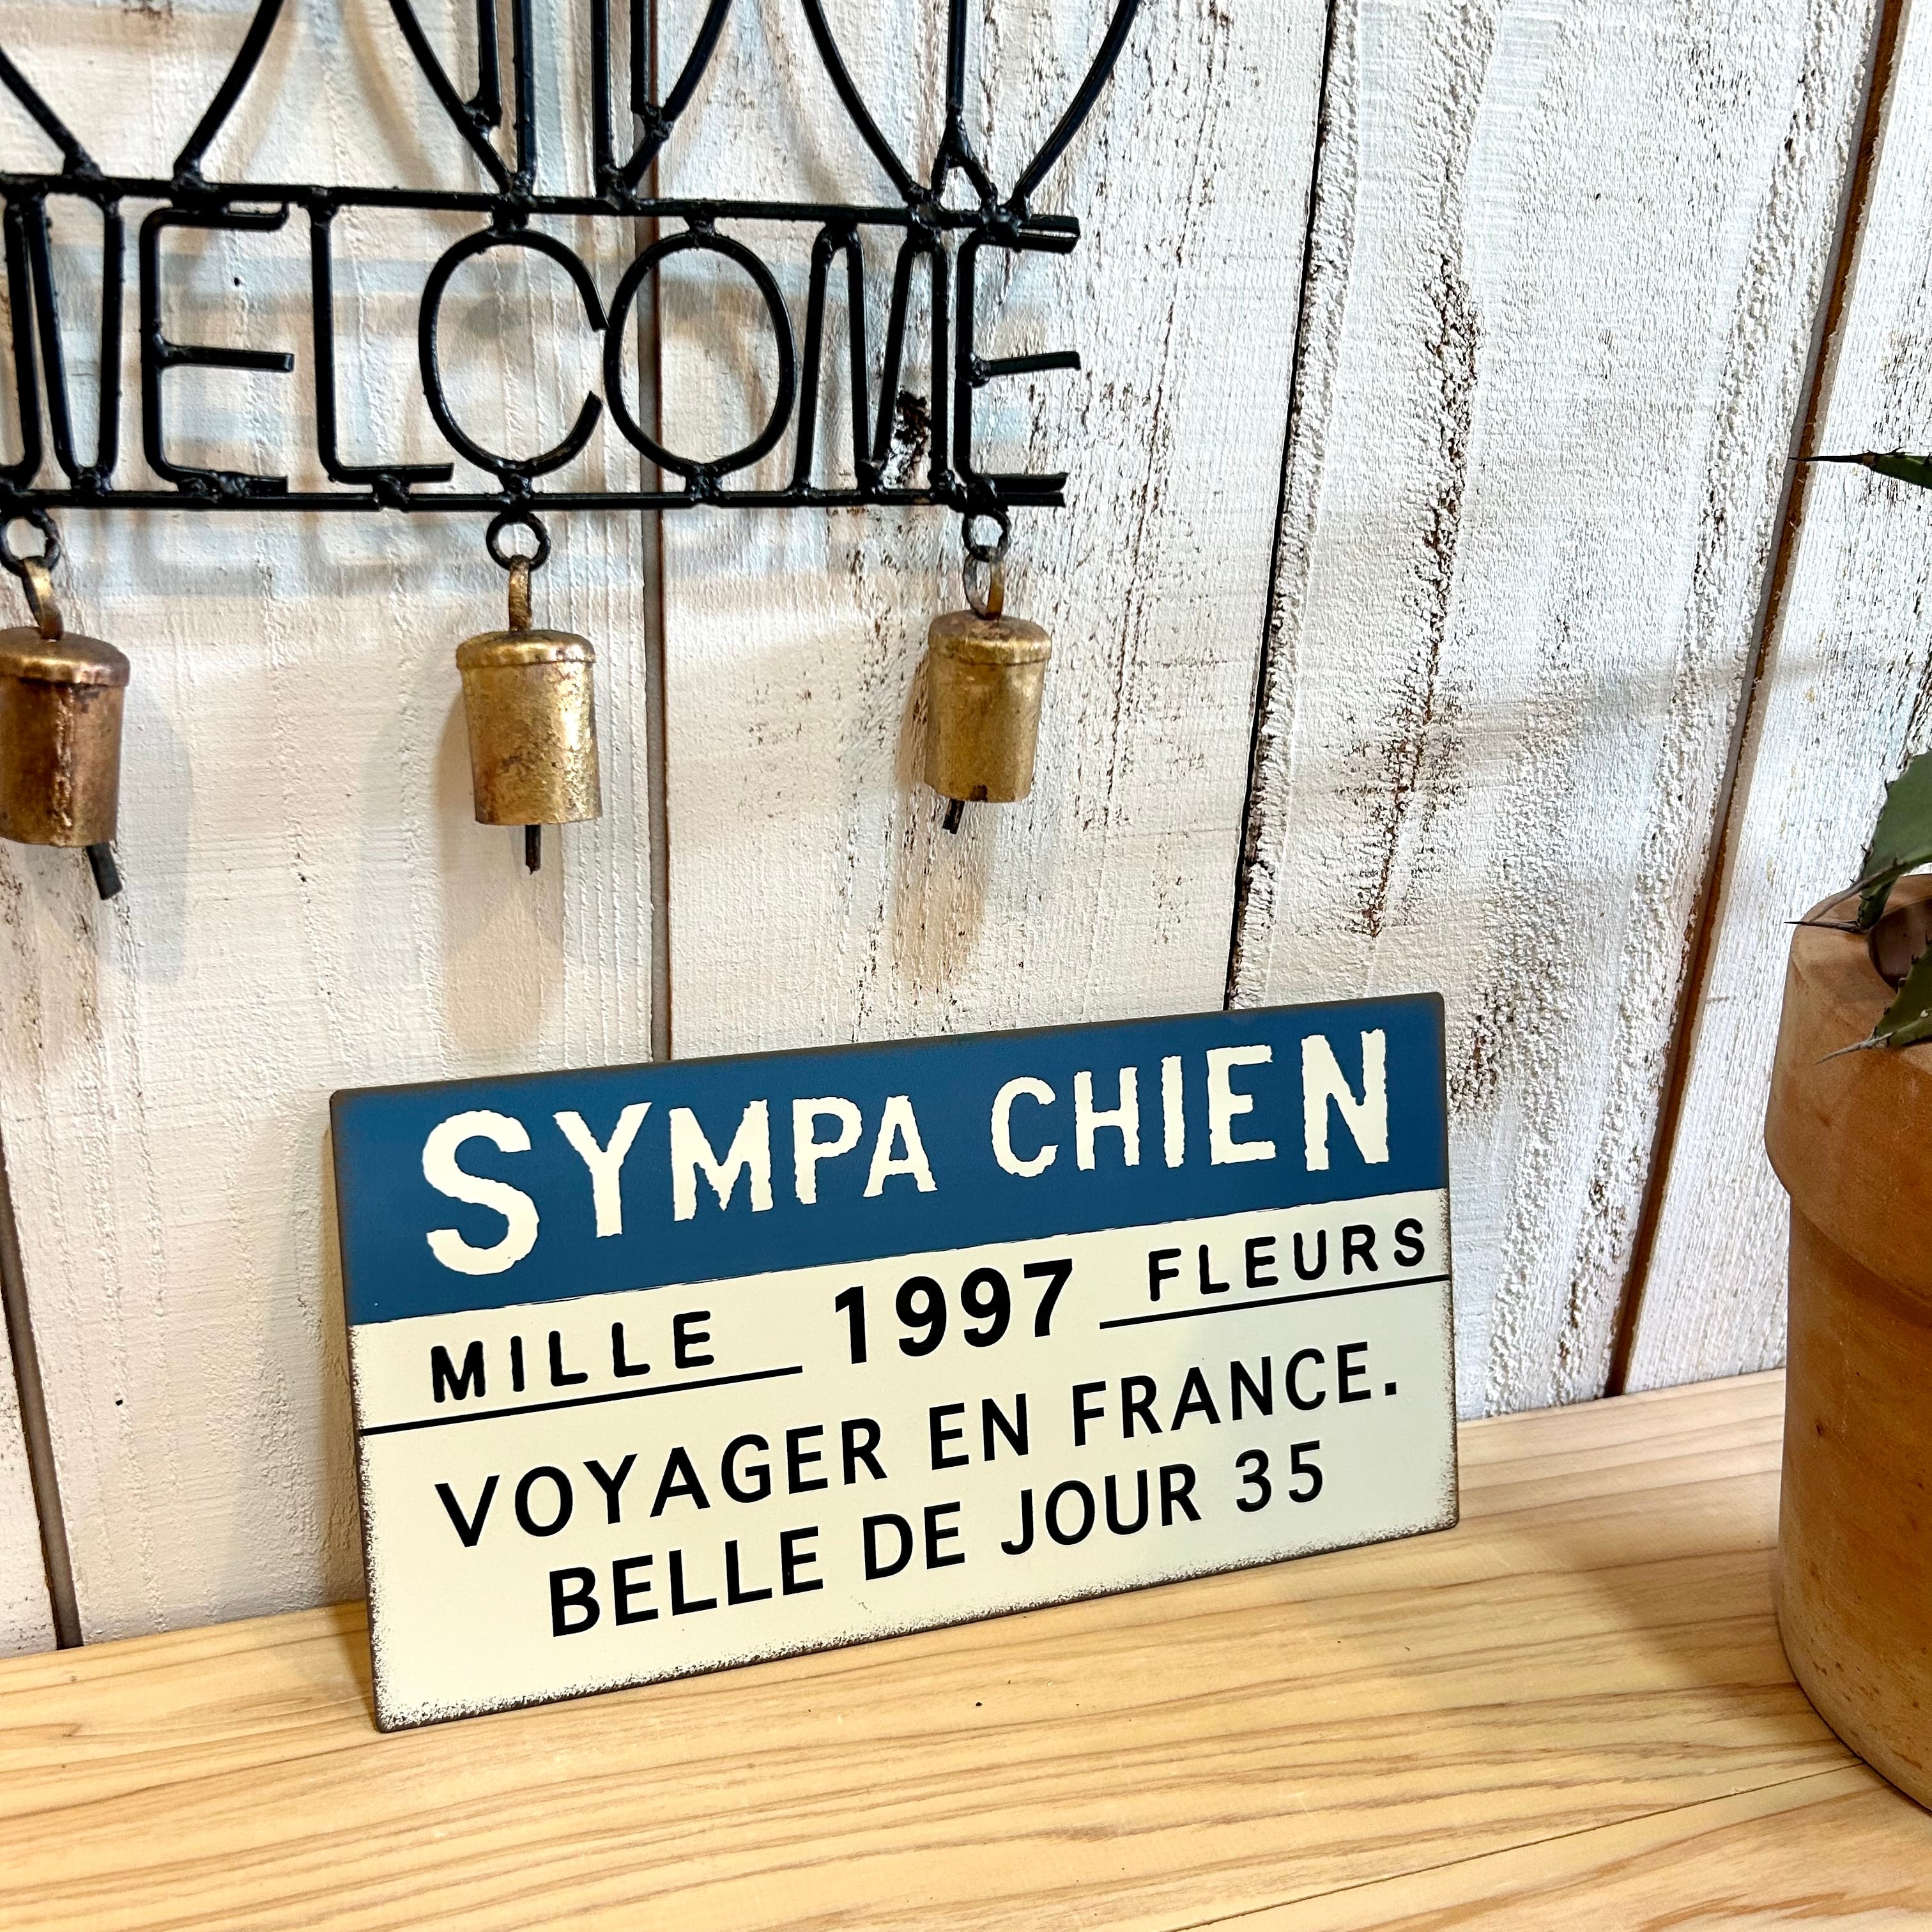 WELCOME
SYMPA CHIEN
MILLE 1997 FLEURS
VOYAGER EN FRANCE.
BELLE DE JOUR 35